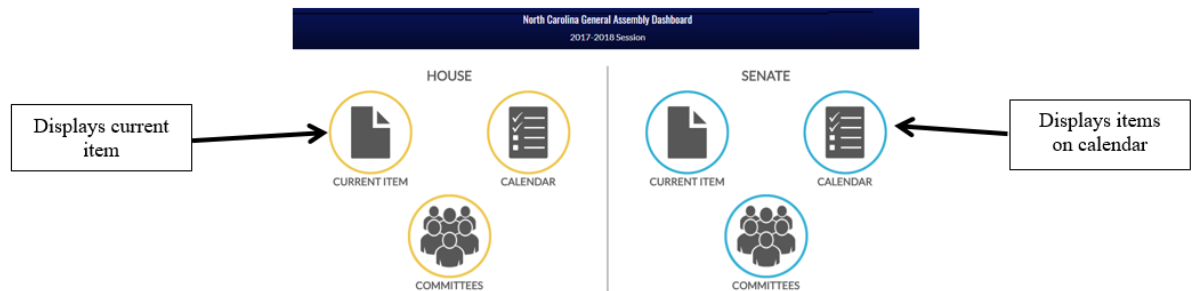 North Carolina General Assembly Dashboard
2017-2018 Session
HOUSE
SENATE
Displays current
item
Displays items
on calendar
CURRENT ITEM
CALENDAR
CURRENT ITEM
CALENDAR
COMMITTEES
COMMITTEES